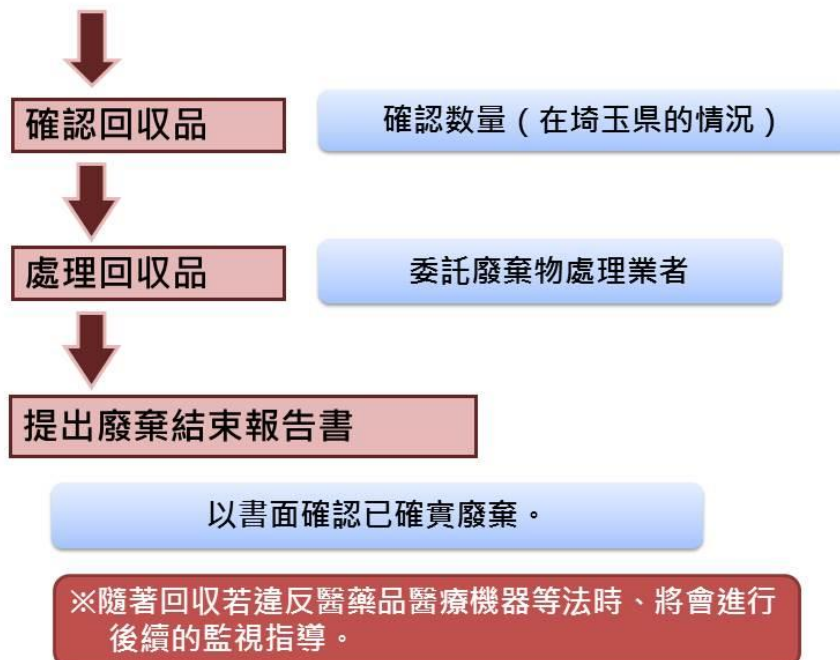 確認回収品
確認数量(在埼玉県的情況)
處理回収品
委託廢棄物處理業者
提出廢棄結束報告書
以書面確認已確實廢棄。
※隨著回収若違反醫藥品醫療機器等法時、將會進行
後續的監視指導。